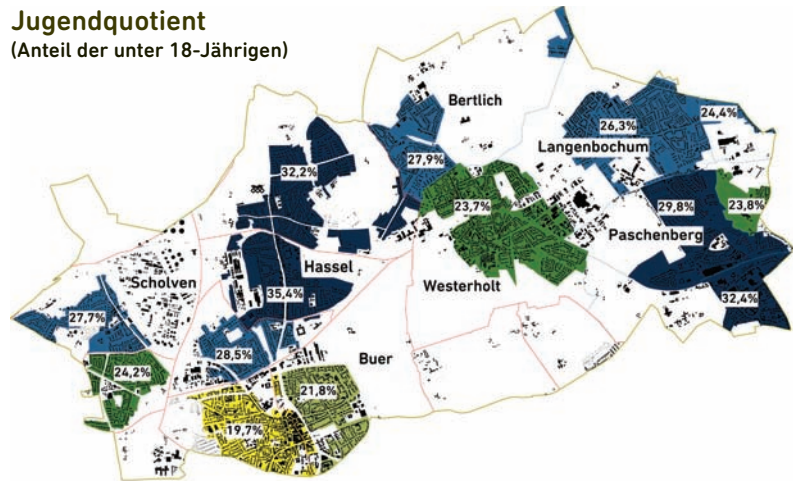 Jugendquotient
(Anteil der unter 18-Jährigen)
Bertlich
26,3%
24,4%
Langenbochum
32,2%
27,9%
23,7%
29,8%
23,8%
Paschenberg
Hassel
Scholven
Westerholt
35,4%
32,4%
27,7%
28,5%
Buer
24,2%
21,8%
19,7%